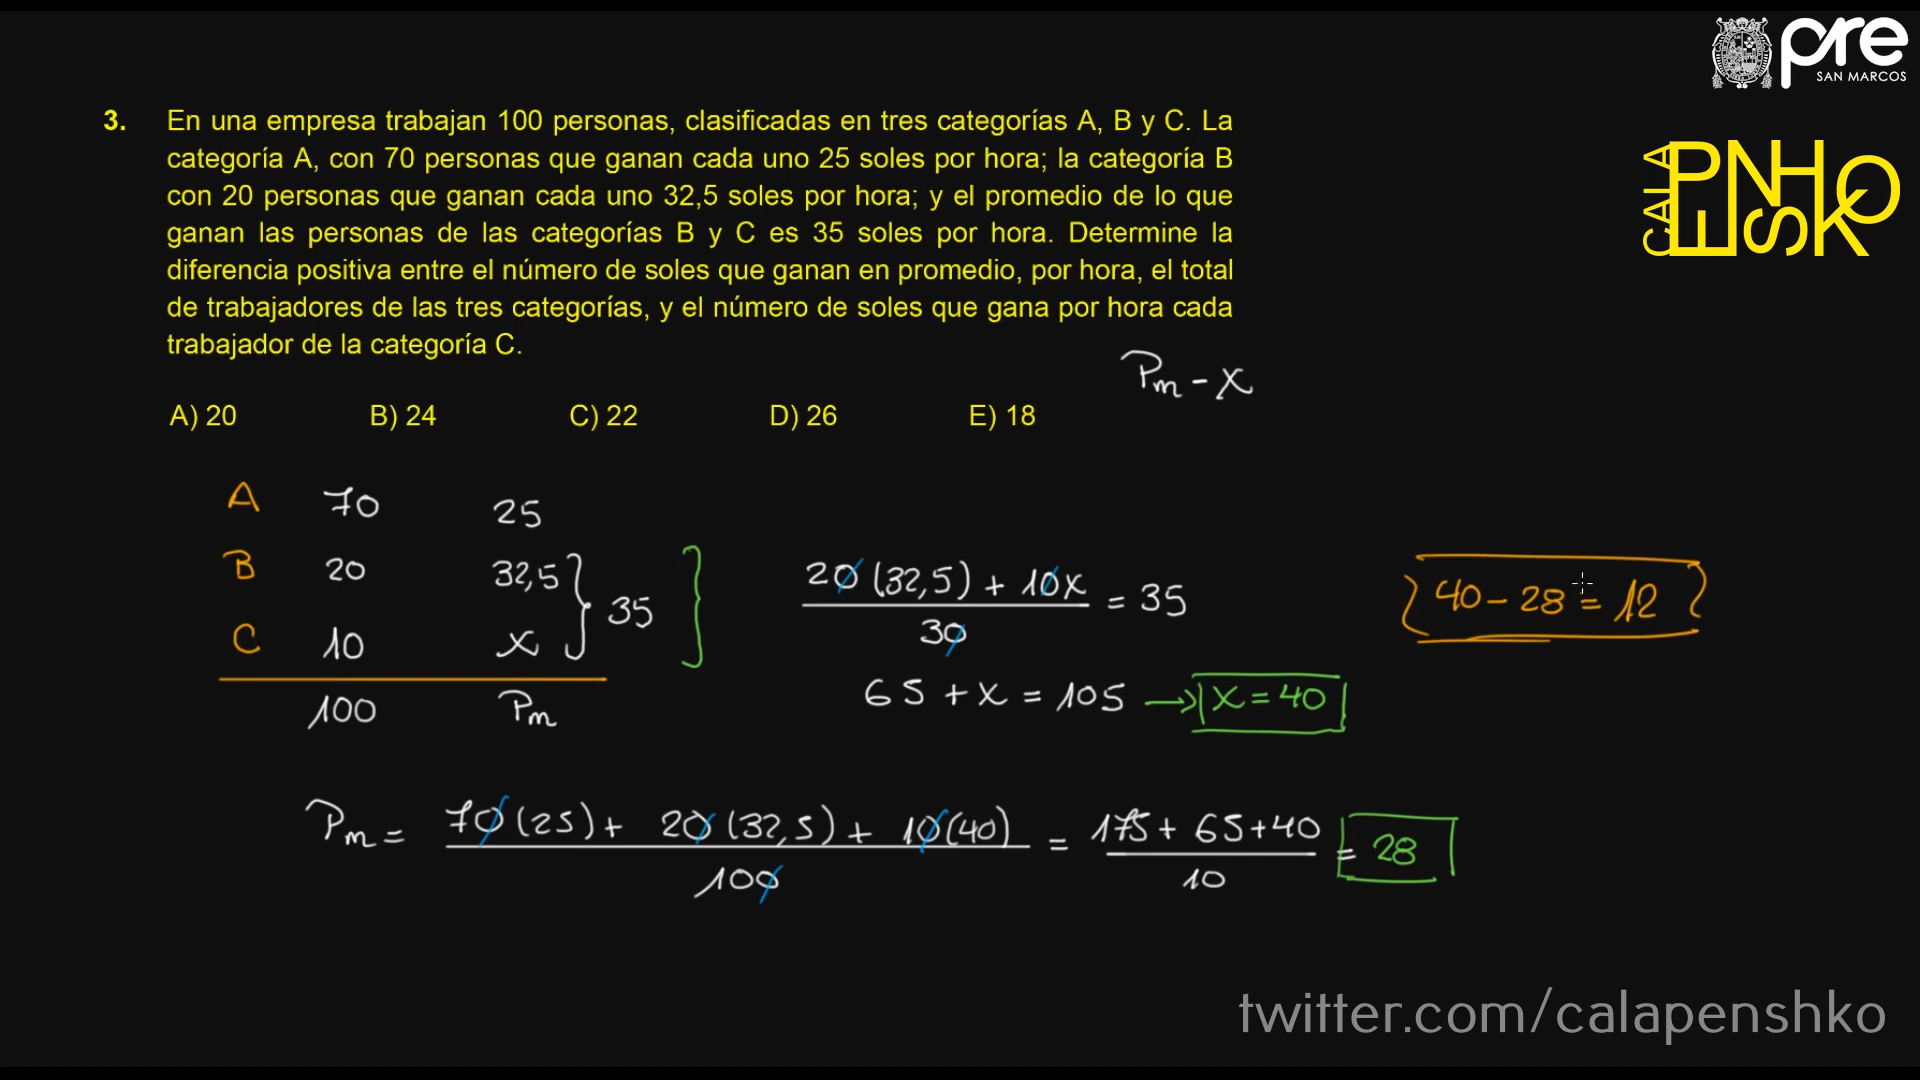 pre
SAN MARCOS
CALA
PENSHKO
3. En una empresa trabajan 100 personas, clasificadas en tres categorías A, B y C. La
categoría A, con 70 personas que ganan cada uno 25 soles por hora; la categoría B
con 20 personas que ganan cada uno 32,5 soles por hora; y el promedio de lo que
ganan las personas de las categorías B y C es 35 soles por hora. Determine la
diferencia positiva entre el número de soles que ganan en promedio, por hora, el total
de trabajadores de las tres categorías, y el número de soles que gana por hora cada
trabajador de la categoría C.
Pm - x
A) 20 B) 24 C) 22 D) 26 E) 18
A 70 25
B 20 32,5
C 10 x
35
100 Pm
20(32,5) + 10x
30
= 35
65 + x = 105 → x = 40
40 - 28 = 12
Pm = 70(25) + 20(32,5) + 10(40) = 175 + 65 + 40 = 28
100 10
twitter.com/calapenshko